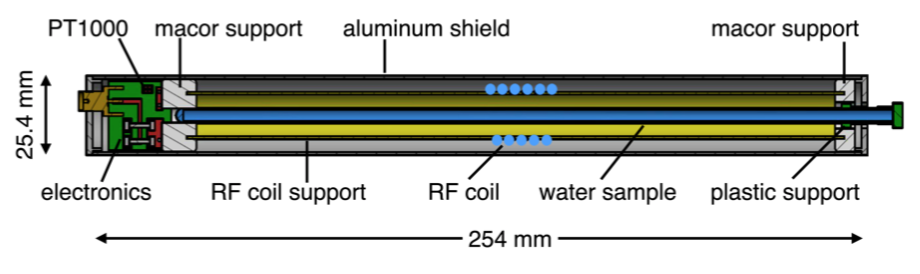 PT1000
macor support
aluminum shield
macor support
25.4 mm
electronics
RF coil support
RF coil
water sample
plastic support
254 mm